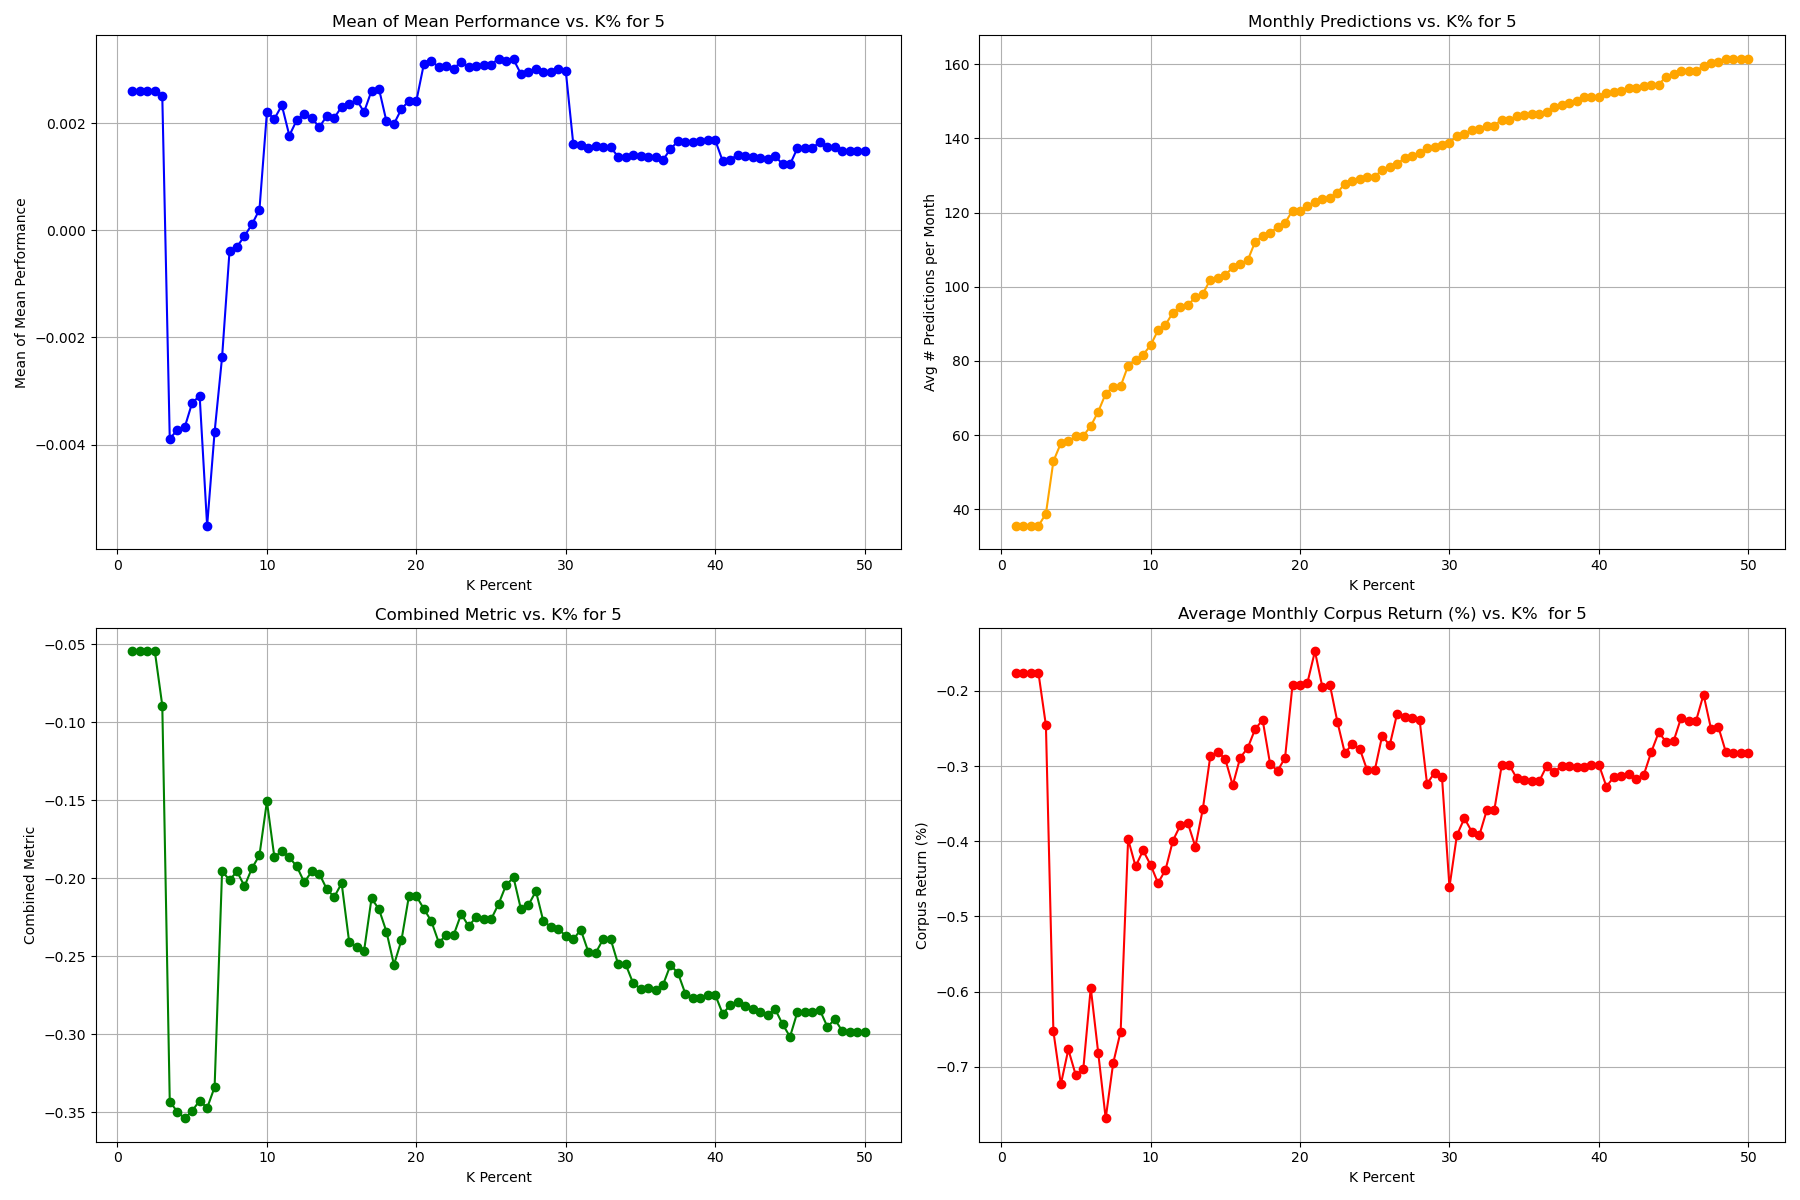 Mean of Mean Performance vs. K% for 5
Mean of Mean Performance
0.002
0.000
−0.002
−0.004
0 10 20 30 40 50
K Percent
Monthly Predictions vs. K% for 5
Avg # Predictions per Month
160
140
120
100
80
60
40
0 10 20 30 40 50
K Percent
Combined Metric vs. K% for 5
Combined Metric
−0.05
−0.10
−0.15
−0.20
−0.25
−0.30
−0.35
0 10 20 30 40 50
K Percent
Average Monthly Corpus Return (%) vs. K%  for 5
Corpus Return (%)
−0.2
−0.3
−0.4
−0.5
−0.6
−0.7
0 10 20 30 40 50
K Percent